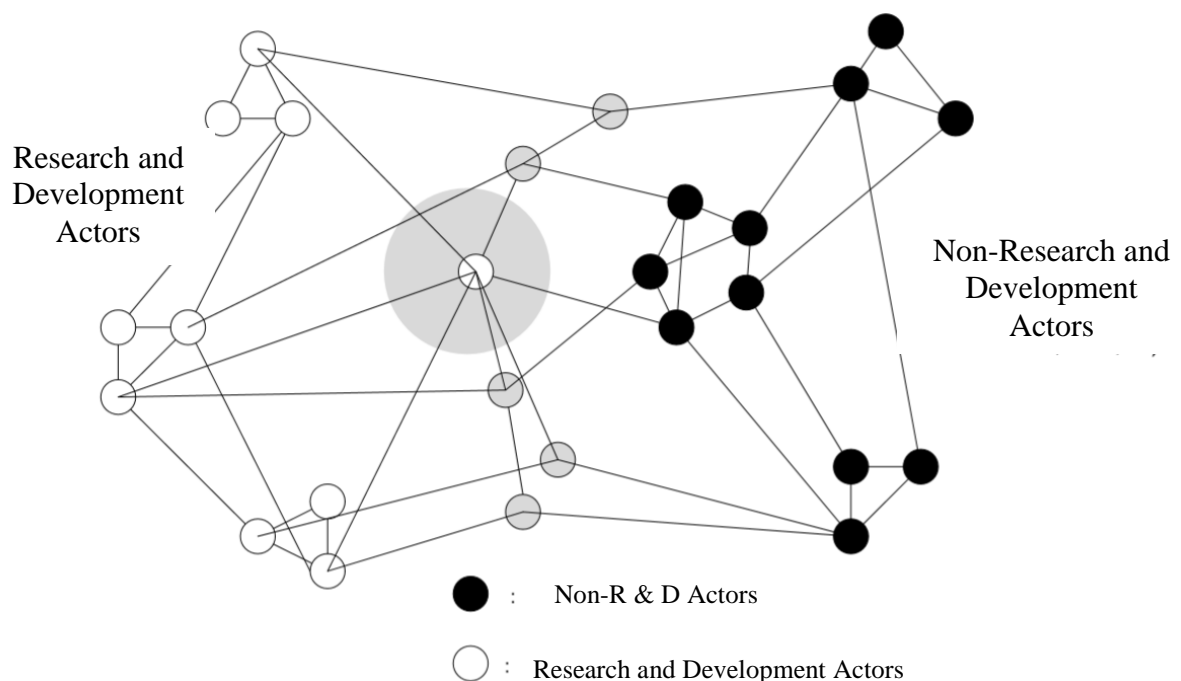 Research and
Development
Actors
Non-Research and
Development
Actors
: Non-R & D Actors
: Research and Development Actors